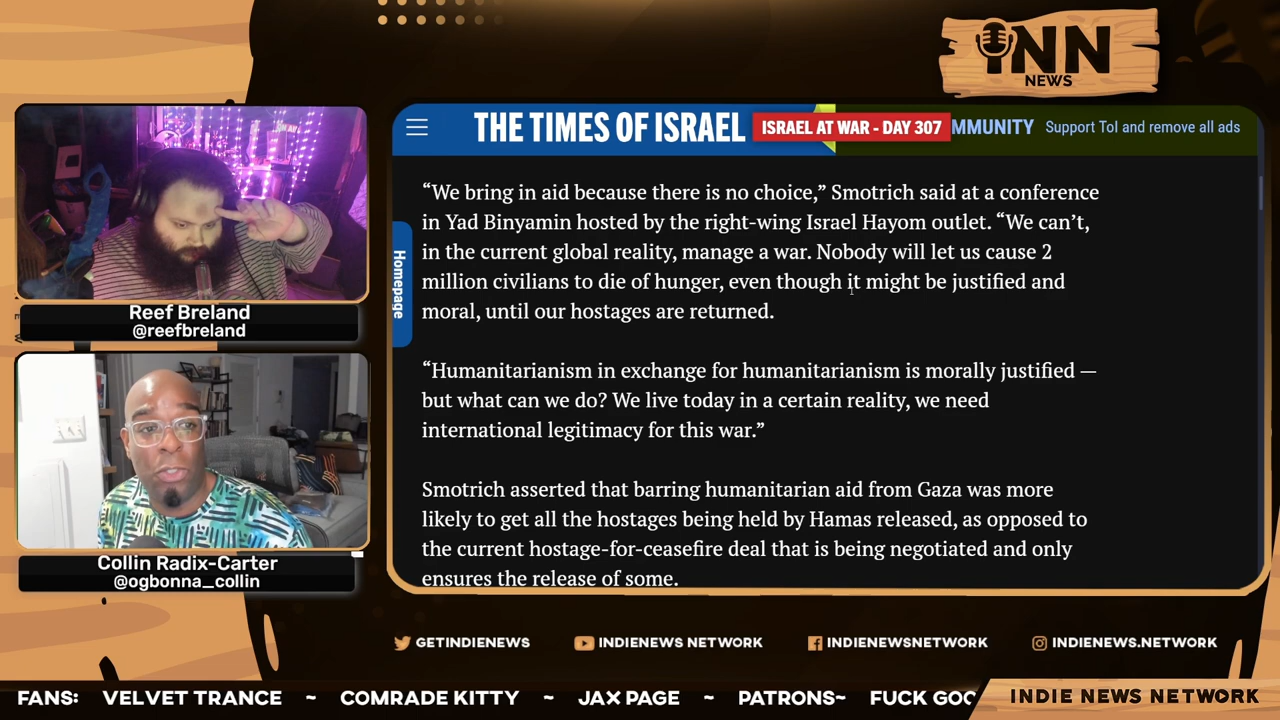 INN
NEWS
THE TIMES OF ISRAEL
ISRAEL AT WAR - DAY 307
MMUNITY
Support ToI and remove all ads
Homepage
“We bring in aid because there is no choice,” Smotrich said at a conference
in Yad Binyamin hosted by the right-wing Israel Hayom outlet. “We can’t,
in the current global reality, manage a war. Nobody will let us cause 2
million civilians to die of hunger, even though it might be justified and
moral, until our hostages are returned.
“Humanitarianism in exchange for humanitarianism is morally justified —
but what can we do? We live today in a certain reality, we need
international legitimacy for this war.”
Smotrich asserted that barring humanitarian aid from Gaza was more
likely to get all the hostages being held by Hamas released, as opposed to
the current hostage-for-ceasefire deal that is being negotiated and only
ensures the release of some.
Reef Breland
@reefbreland
Collin Radix-Carter
@ogbonna_collin
GETINDIENEWS
INDIENEWS NETWORK
INDIENEWSNETWORK
INDIENEWS.NETWORK
FANS: VELVET TRANCE ~ COMRADE KITTY ~ JAX PAGE ~ PATRONS~ FUCK GOO
INDIE NEWS NETWORK